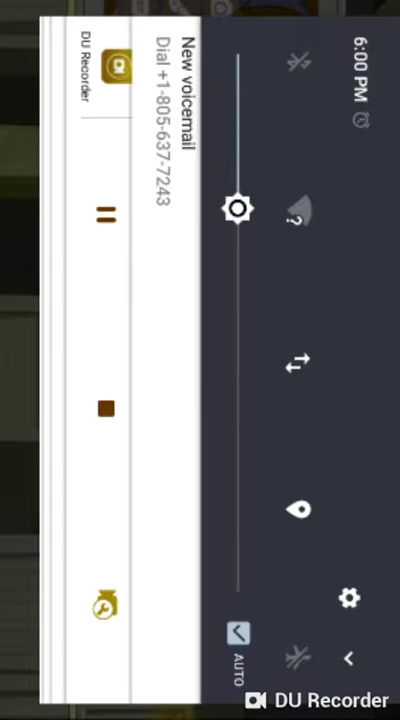 6:00 PM
AUTO
New voicemail
Dial +1-805-637-7243
DU Recorder
DU Recorder